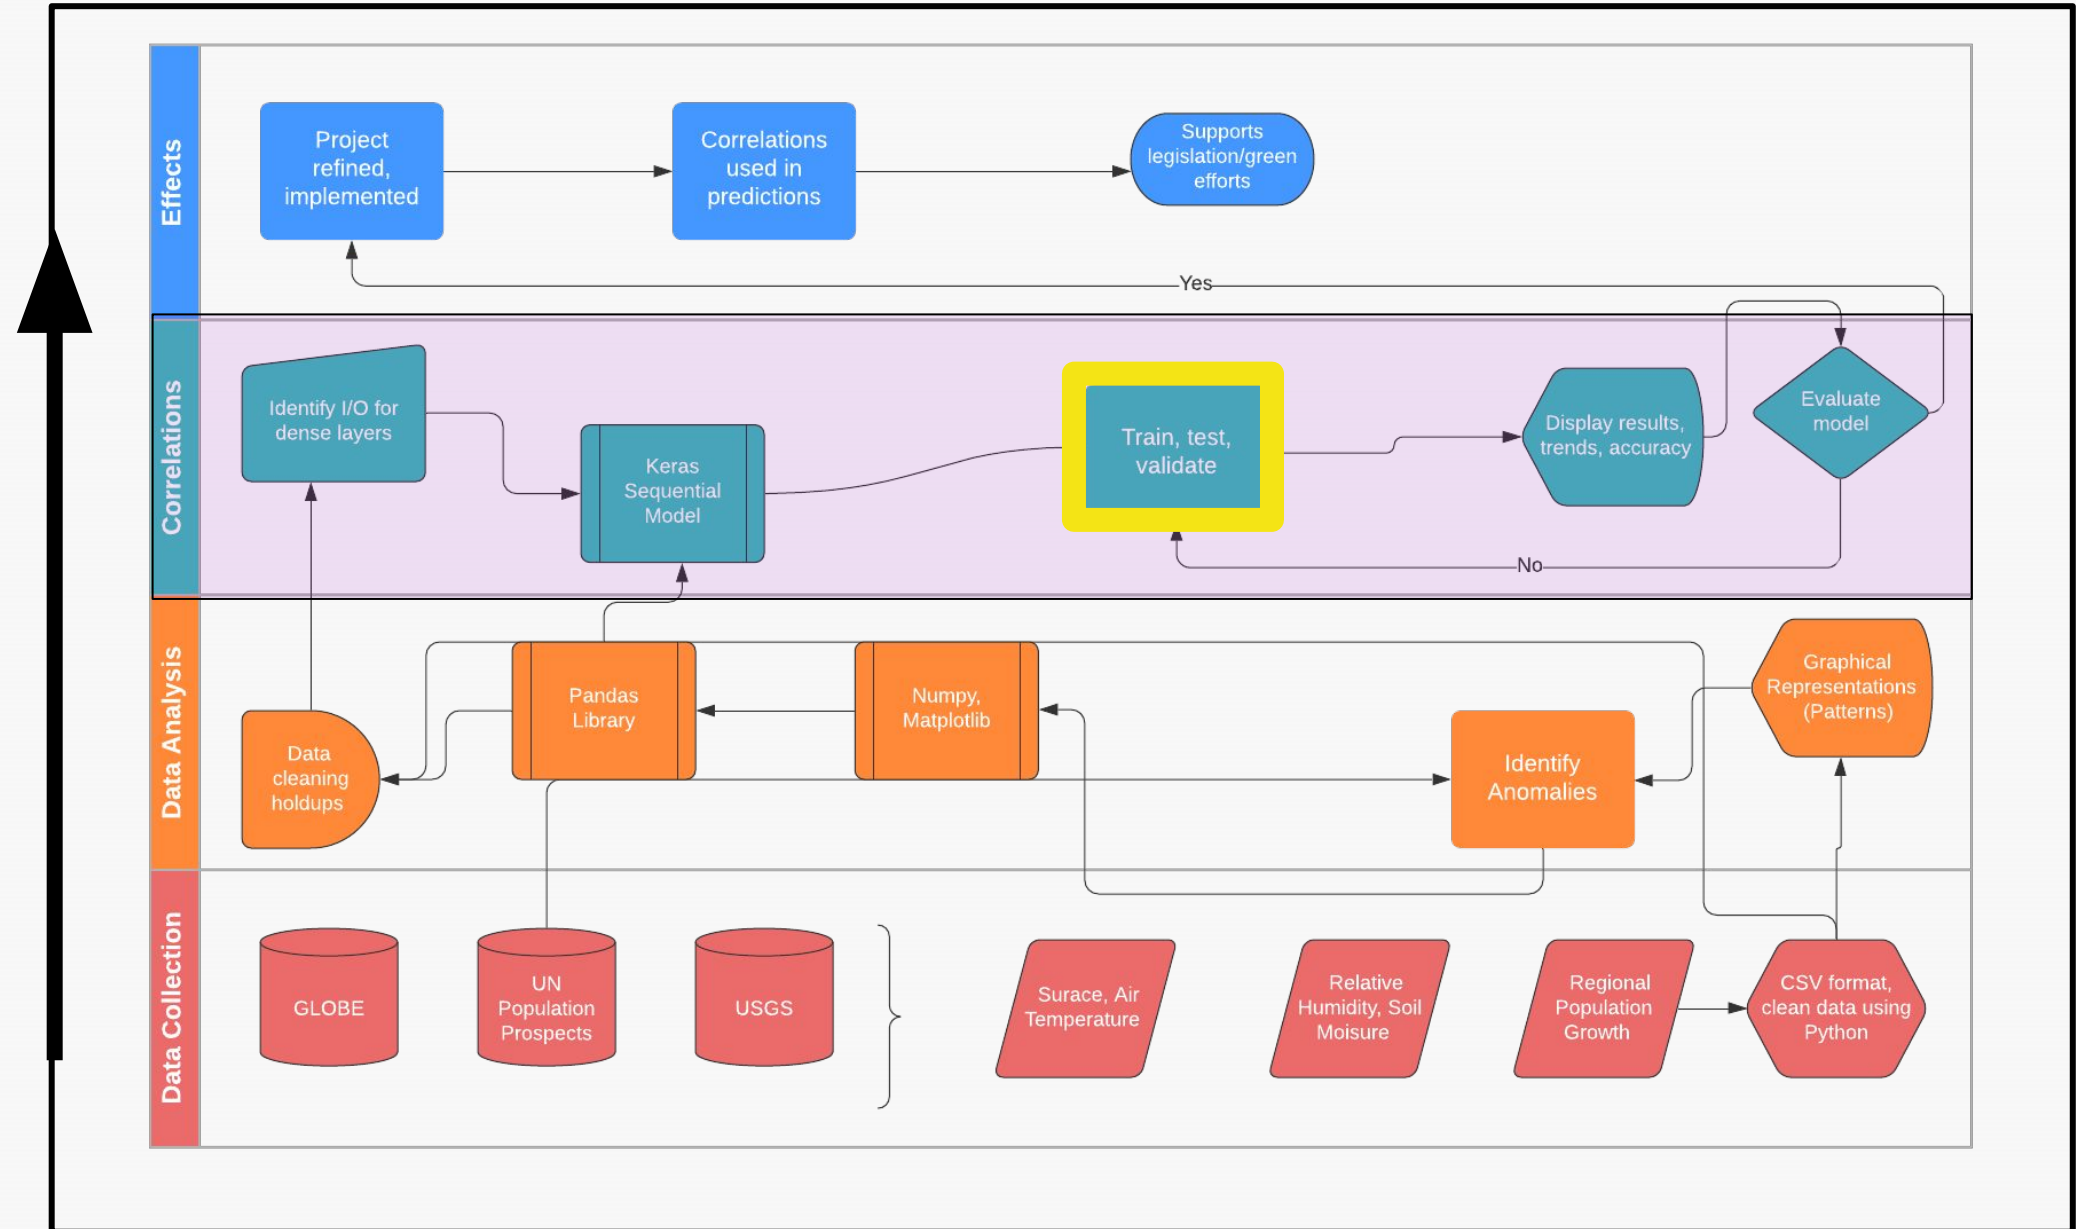 Effects
Project
refined,
implemented
Correlations
used in
predictions
Supports
legislation/green
efforts
Yes
Correlations
Identify I/O for
dense layers
Keras
Sequential
Model
Train, test,
validate
Display results,
trends, accuracy
Evaluate
model
No
Data Analysis
Data
cleaning
holdups
Pandas
Library
Numpy,
Matplotlib
Identify
Anomalies
Graphical
Representations
(Patterns)
Data Collection
GLOBE
UN
Population
Prospects
USGS
Surace, Air
Temperature
Relative
Humidity, Soil
Moisure
Regional
Population
Growth
CSV format,
clean data using
Python